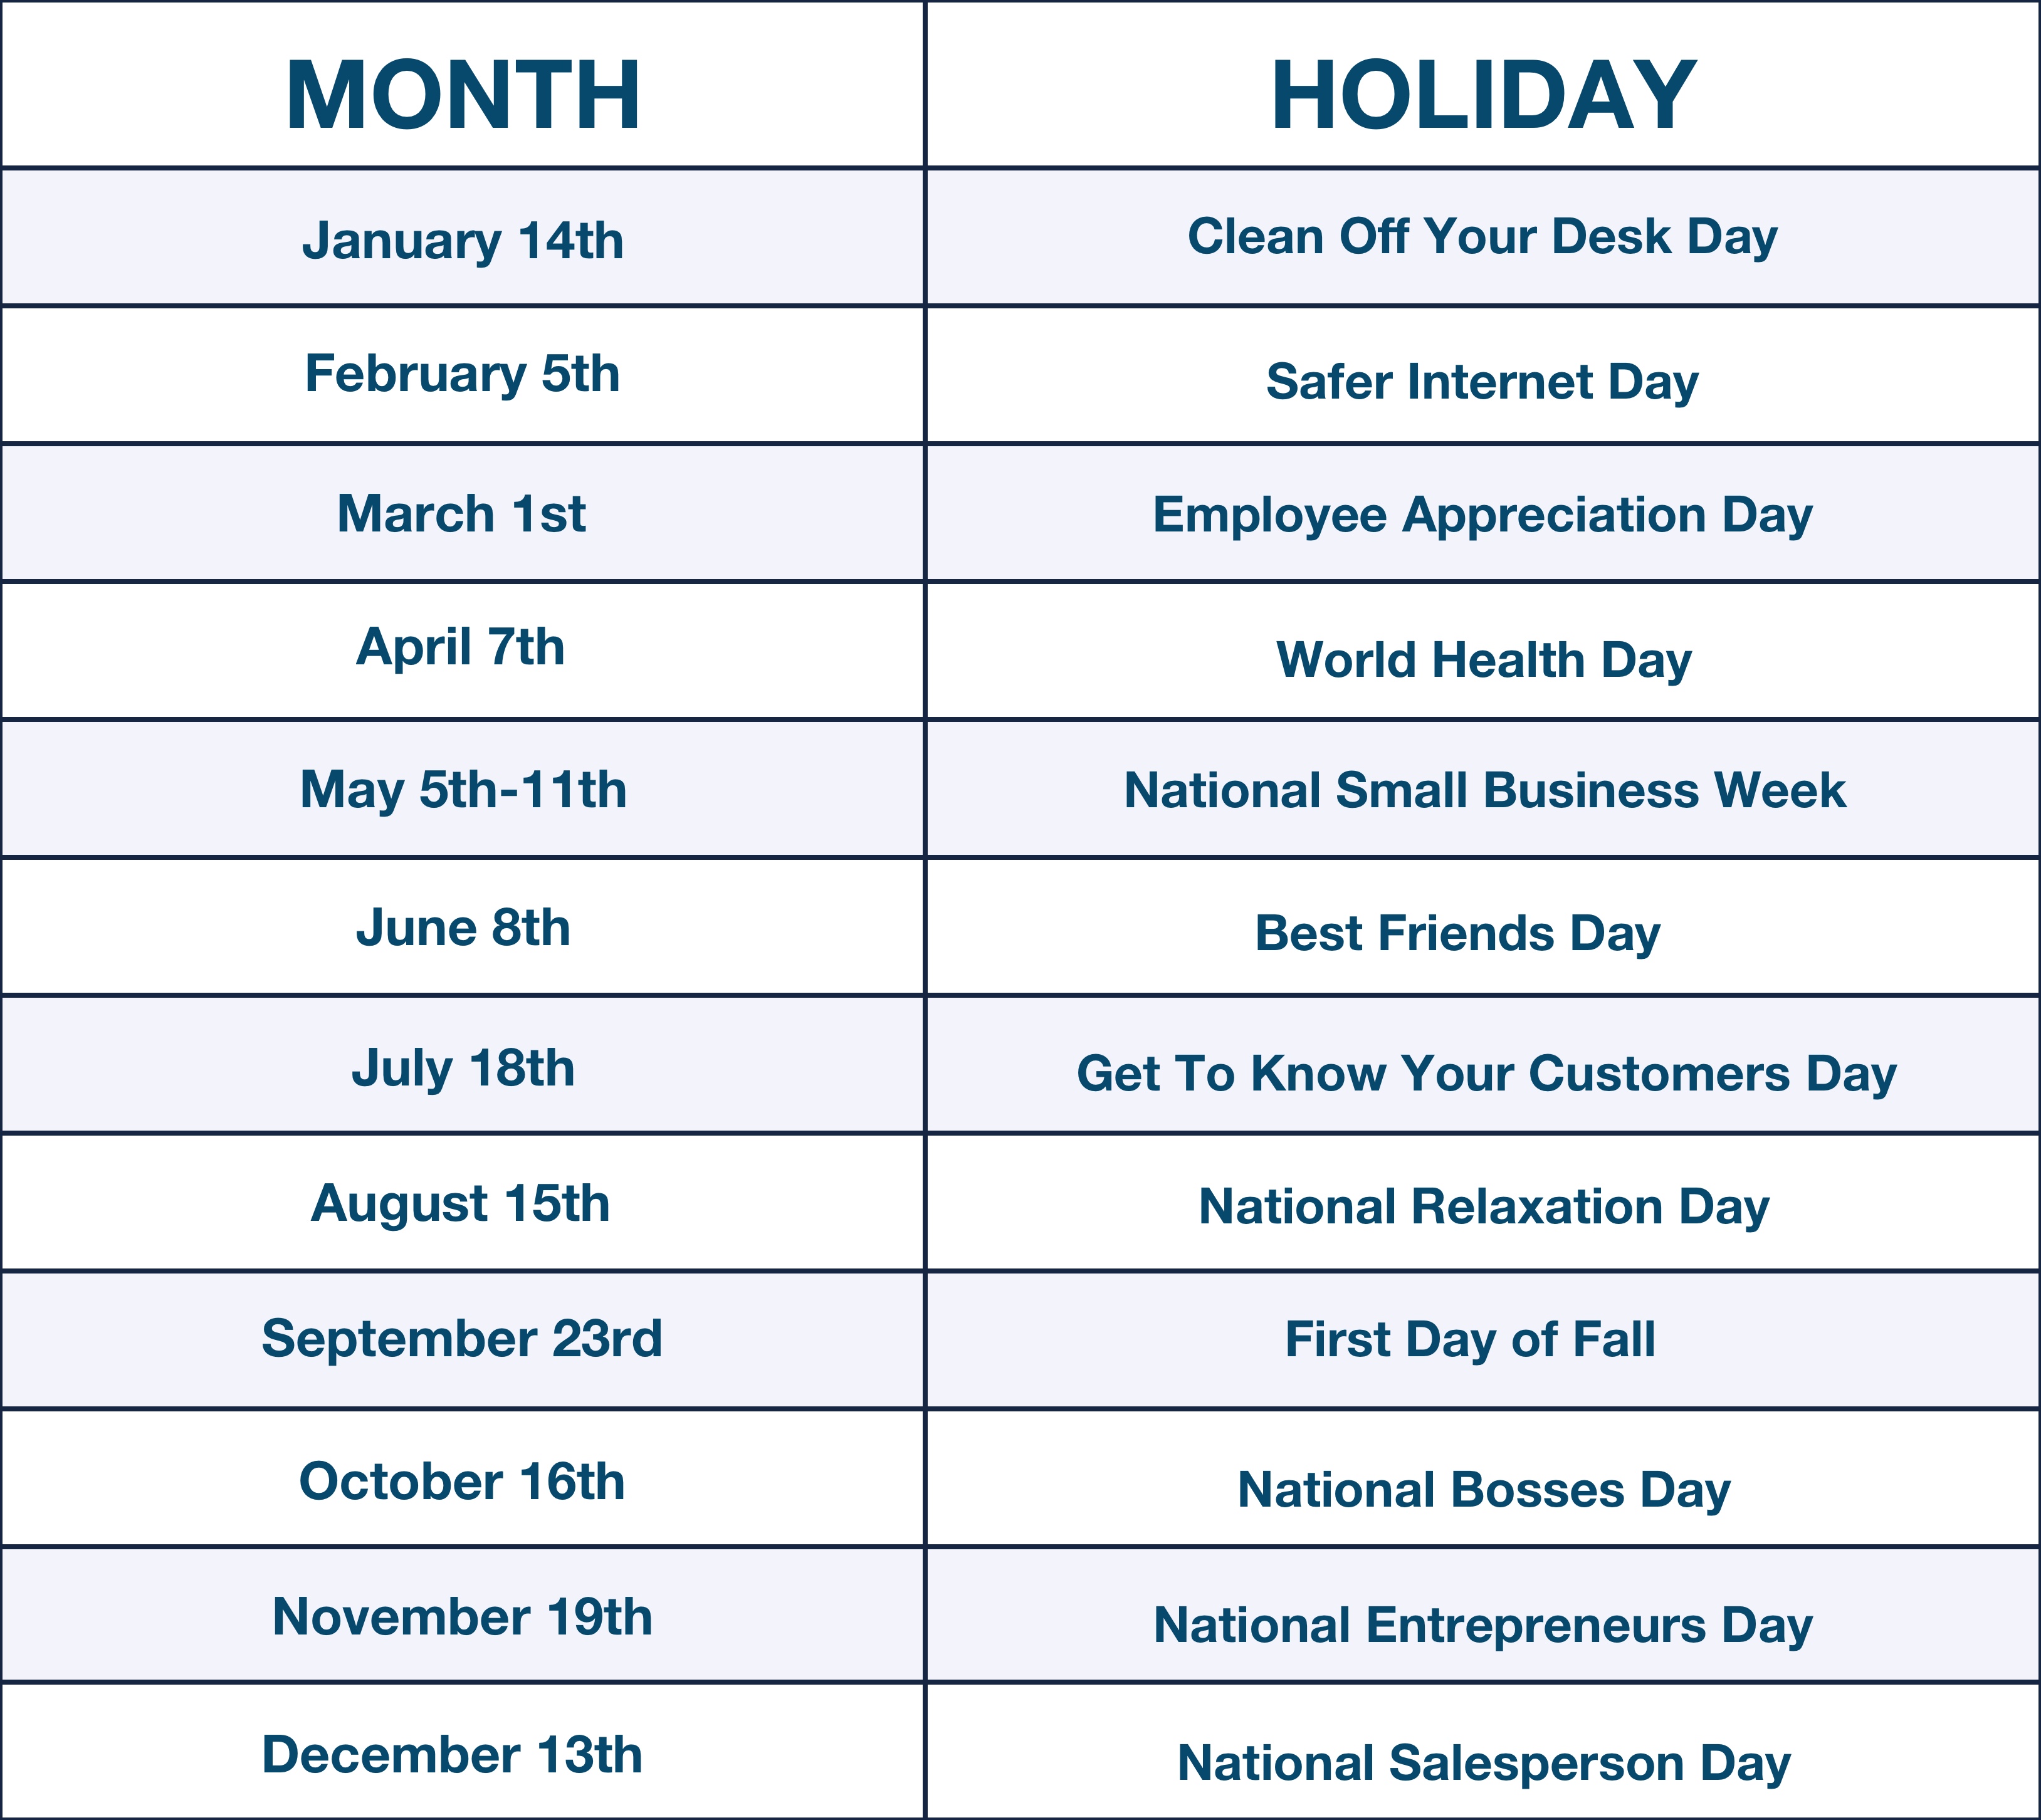 MONTH HOLIDAY
January 14th Clean Off Your Desk Day
February 5th Safer Internet Day
March 1st Employee Appreciation Day
April 7th World Health Day
May 5th-11th National Small Business Week
June 8th Best Friends Day
July 18th Get To Know Your Customers Day
August 15th National Relaxation Day
September 23rd First Day of Fall
October 16th National Bosses Day
November 19th National Entrepreneurs Day
December 13th National Salesperson Day